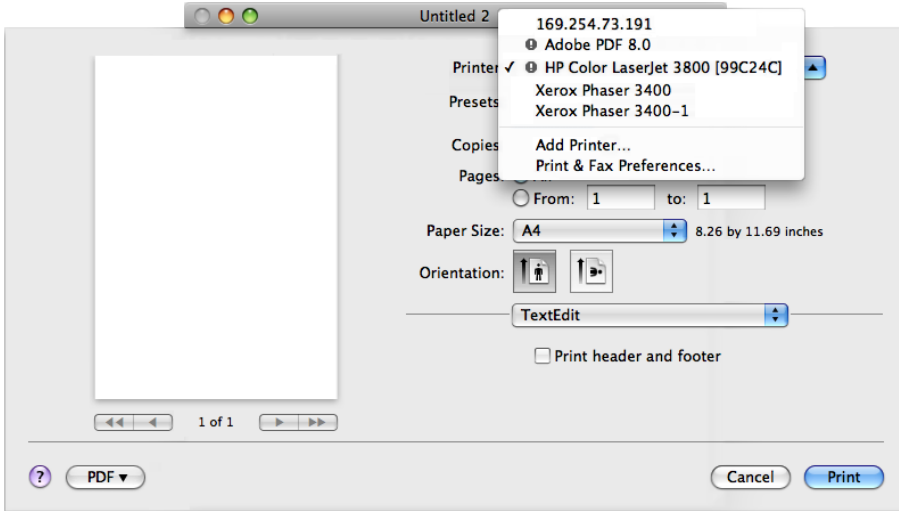 Untitled 2
169.254.73.191
Adobe PDF 8.0
Printer ✓ HP Color LaserJet 3800 [99C24C]
Xerox Phaser 3400
Presets
Xerox Phaser 3400-1
Copies
Add Printer...
Print & Fax Preferences...
Pages:
From: 1 to: 1
Paper Size: A4 8.26 by 11.69 inches
Orientation:
TextEdit
Print header and footer
1 of 1
? PDF ▼ Cancel Print